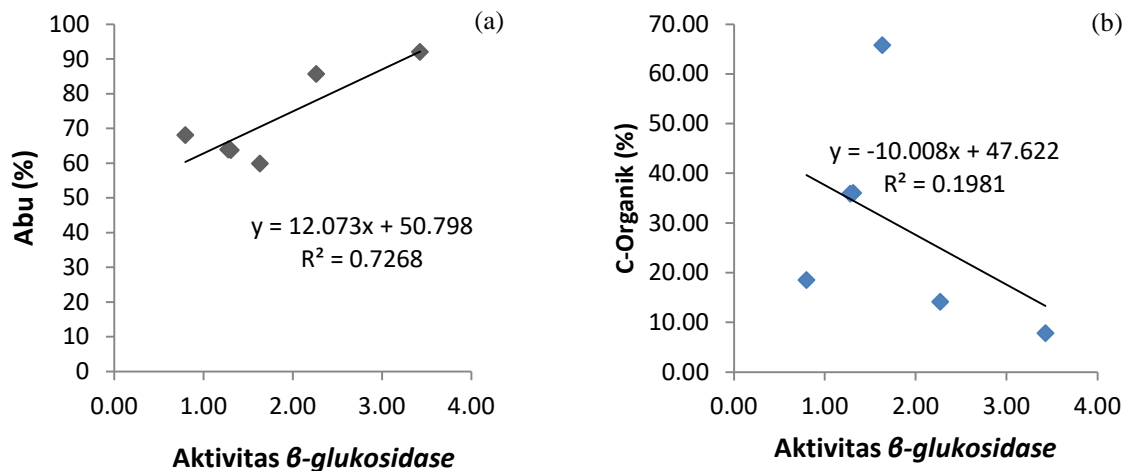 (a)
Abu (%)
100
90
80
70
60
50
40
30
20
10
0
y = 12.073x + 50.798
R² = 0.7268
0.00 1.00 2.00 3.00 4.00
Aktivitas β-glukosidase
(b)
C-Organik (%)
70.00
60.00
50.00
40.00
30.00
20.00
10.00
0.00
y = -10.008x + 47.622
R² = 0.1981
0.00 1.00 2.00 3.00 4.00
Aktivitas β-glukosidase